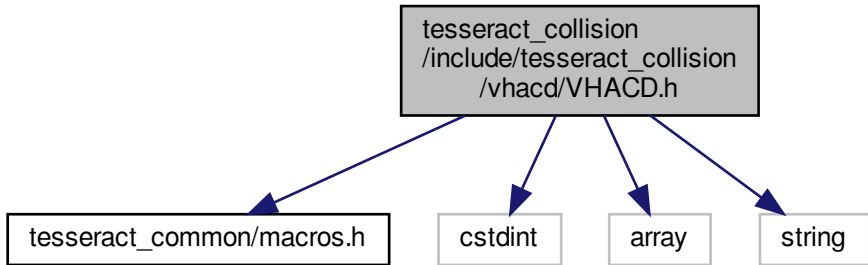 tesseract_collision
/include/tesseract_collision
/vhacd/VHACD.h
tesseract_common/macros.h
cstdint
array
string